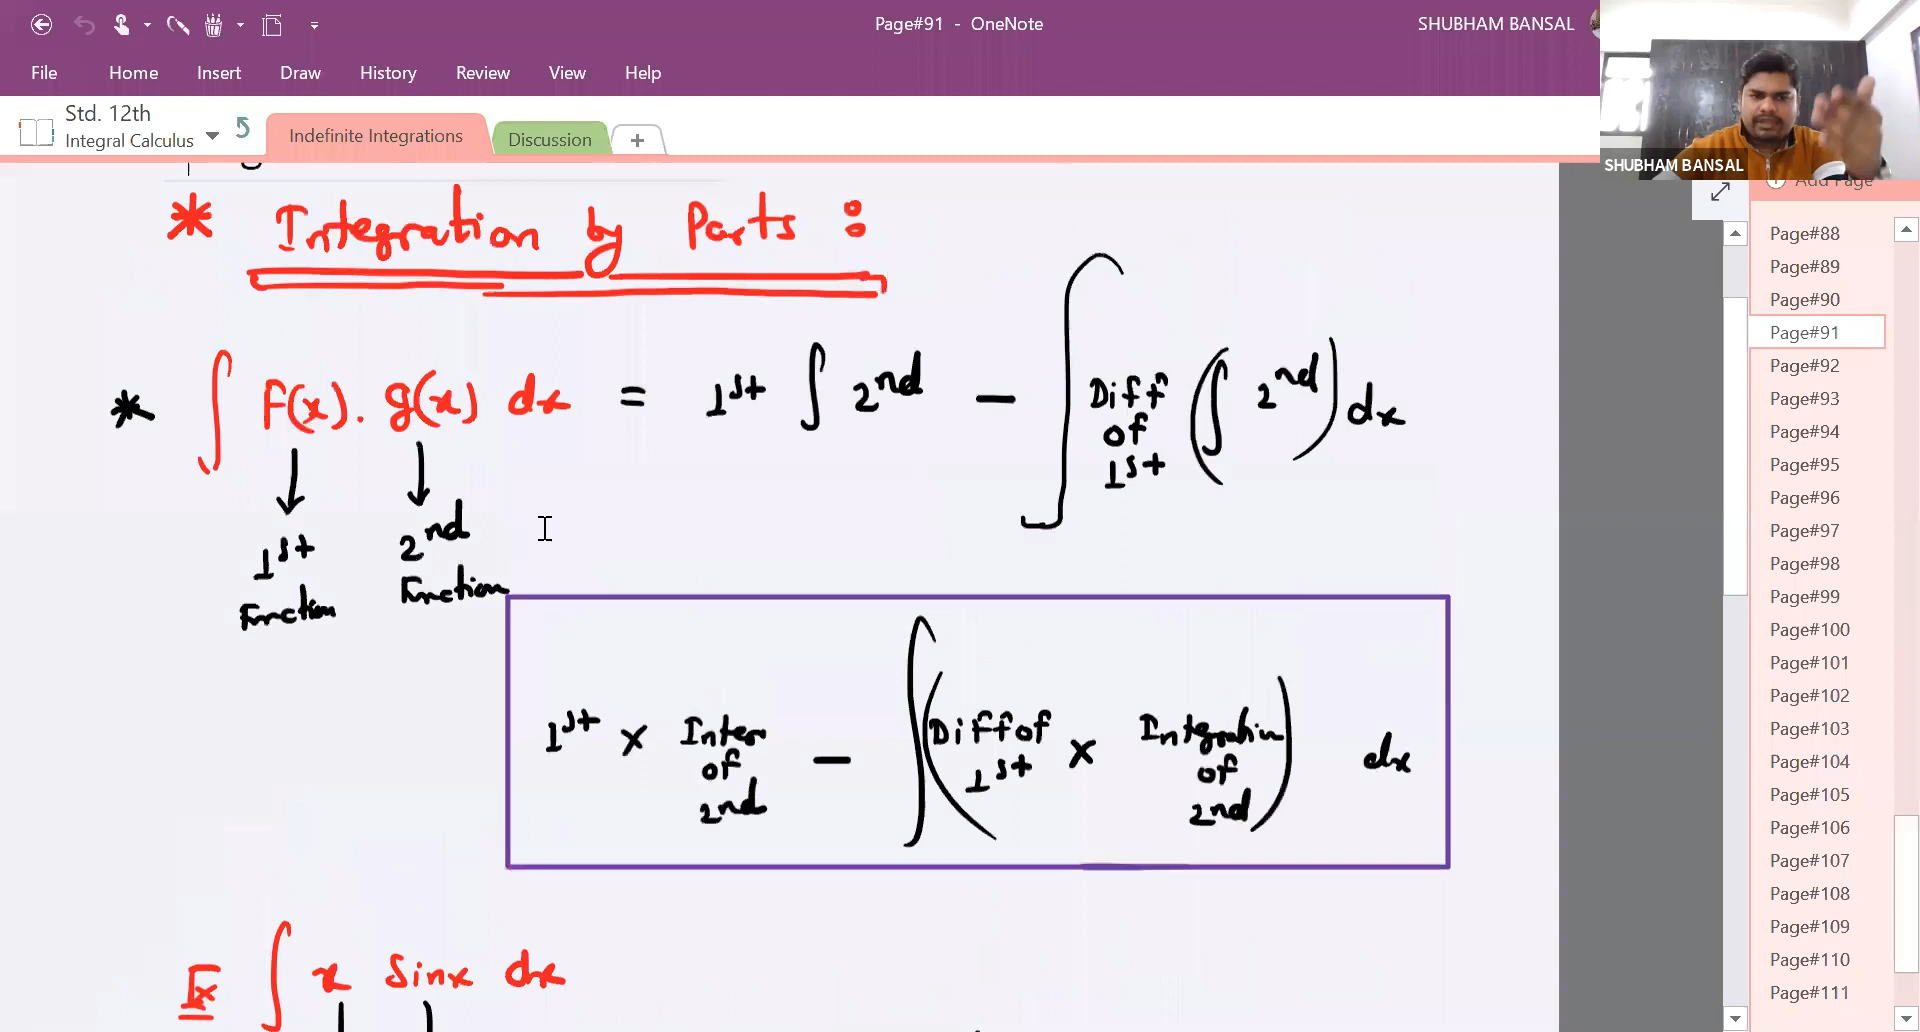 Page#91 - OneNote
SHUBHAM BANSAL
File Home Insert Draw History Review View Help
Std. 12th
Integral Calculus
Indefinite Integrations
Discussion
+
SHUBHAM BANSAL
Add Page
* Integration by Parts :
* ∫ f(x) . g(x) dx = 1st ∫ 2nd - ∫ Diff of 1st (∫ 2nd) dx
1st Function
2nd Function
1st × Inter of 2nd - ∫ (Diff of 1st × Integration of 2nd) dx
Ex ∫ x Sinx dx
Page#88
Page#89
Page#90
Page#91
Page#92
Page#93
Page#94
Page#95
Page#96
Page#97
Page#98
Page#99
Page#100
Page#101
Page#102
Page#103
Page#104
Page#105
Page#106
Page#107
Page#108
Page#109
Page#110
Page#111